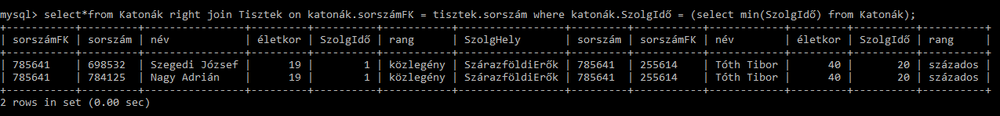 mysql> select*from Katonák right join Tisztek on katonák.sorszámFK = tisztek.sorszám where katonák.SzolgIdő = (select min(SzolgIdő) from Katonák);
+-----------+---------+----------------+---------+----------+-----------+------------------+---------+-----------+------------+---------+----------+----------+
| sorszámFK | sorszám | név            | életkor | SzolgIdő | rang      | SzolgHely        | sorszám | sorszámFK | név        | életkor | SzolgIdő | rang     |
+-----------+---------+----------------+---------+----------+-----------+------------------+---------+-----------+------------+---------+----------+----------+
| 785641    | 698532  | Szegedi József |      19 |        1 | közlegény | SzárazföldiErők | 785641  | 255614    | Tóth Tibor |      40 |       20 | százados |
| 785641    | 784125  | Nagy Adrián    |      19 |        1 | közlegény | SzárazföldiErők | 785641  | 255614    | Tóth Tibor |      40 |       20 | százados |
+-----------+---------+----------------+---------+----------+-----------+------------------+---------+-----------+------------+---------+----------+----------+
2 rows in set (0.00 sec)